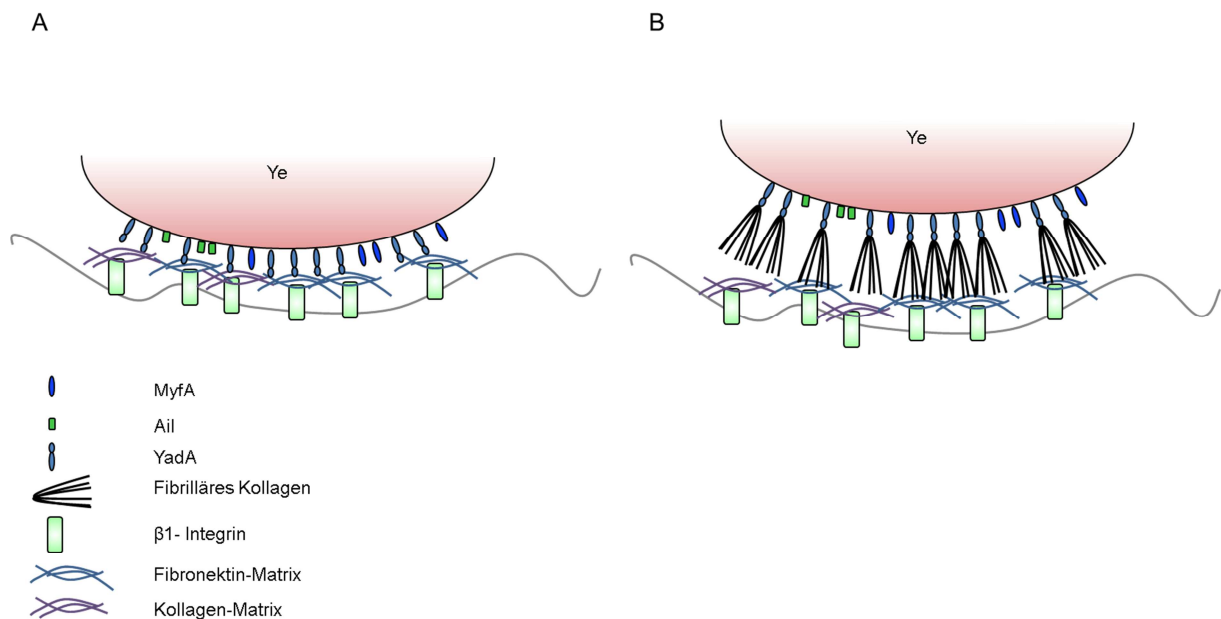 A
B
Ye
Ye
MyfA
Ail
YadA
Fibrilläres Kollagen
β1- Integrin
Fibronektin-Matrix
Kollagen-Matrix